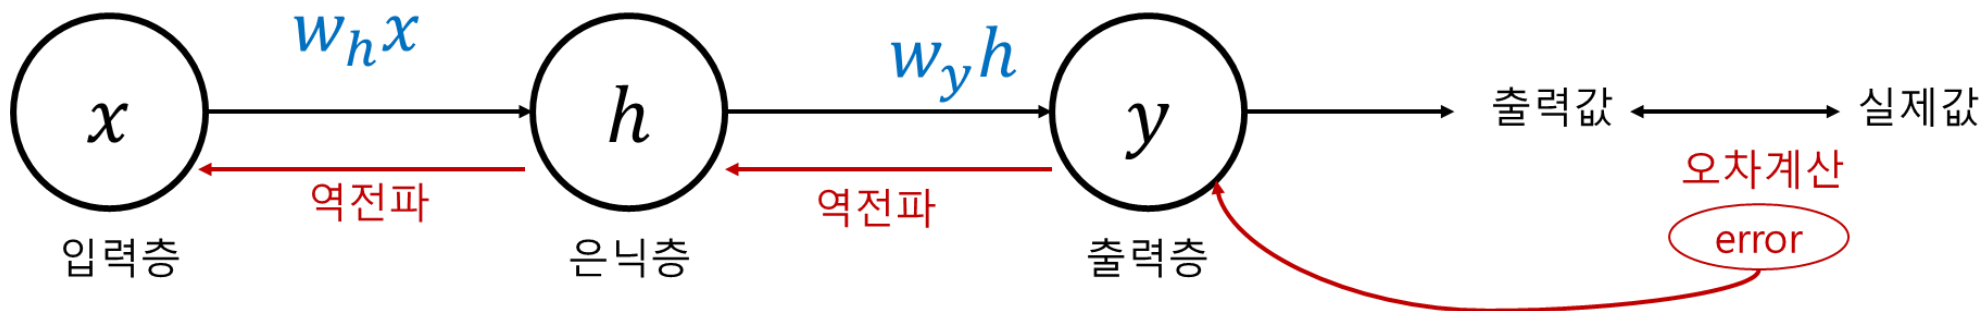 w_h x
w_y h
x
h
y
출력값
실제값
역전파
역전파
오차계산
error
입력층
은닉층
출력층